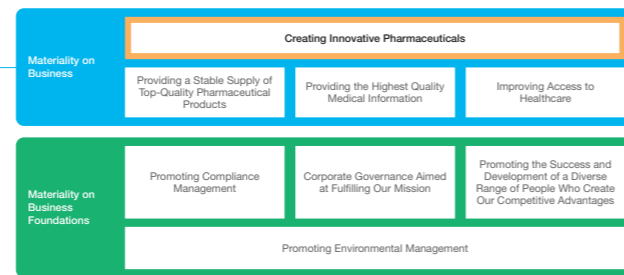 Materiality on
Business
Creating Innovative Pharmaceuticals
Providing a Stable Supply of
Top-Quality Pharmaceutical
Products
Providing the Highest Quality
Medical Information
Improving Access to
Healthcare
Materiality on
Business
Foundations
Promoting Compliance
Management
Corporate Governance Aimed
at Fulfilling Our Mission
Promoting the Success and
Development of a Diverse
Range of People Who Create
Our Competitive Advantages
Promoting Environmental Management